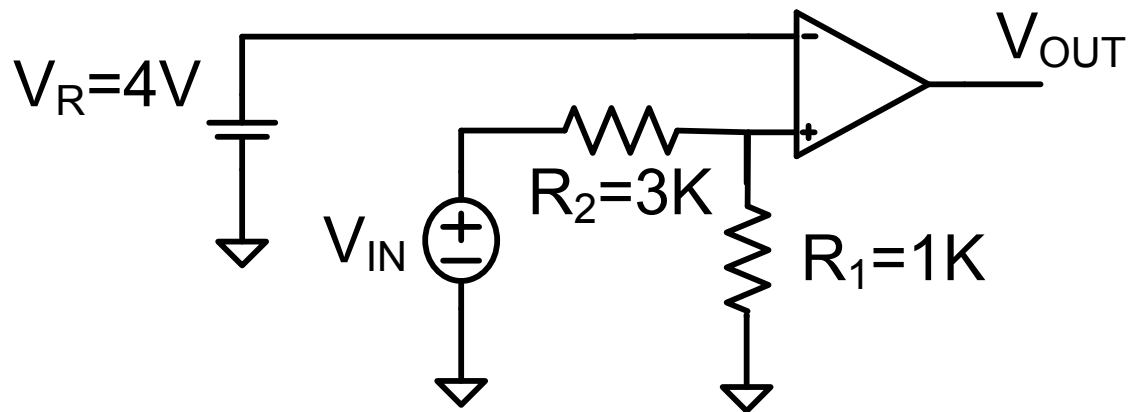 V_OUT
V_R=4V
R_2=3K
V_IN
R_1=1K